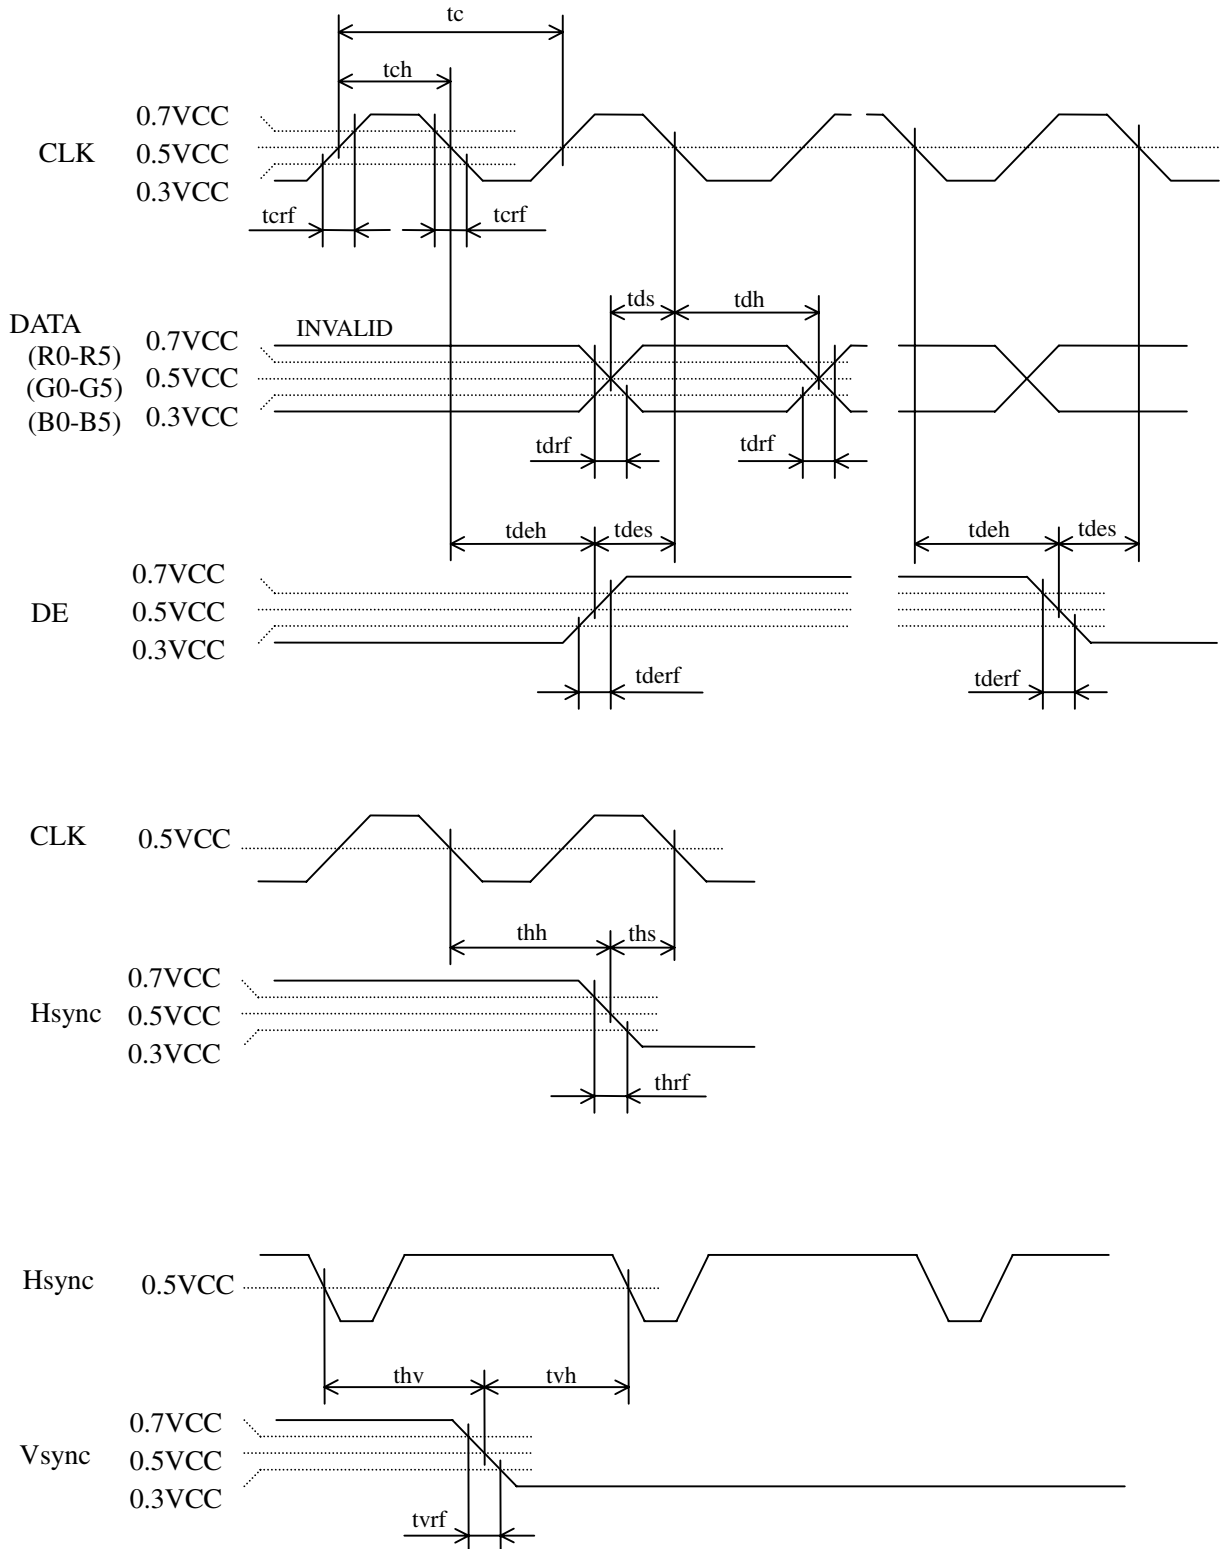 tc
tch
0.7VCC
CLK 0.5VCC
0.3VCC
tcrf tcrf
tds tdh
DATA INVALID
(R0-R5) 0.7VCC
(G0-G5) 0.5VCC
(B0-B5) 0.3VCC
tdrf tdrf
tdeh tdes tdeh tdes
0.7VCC
DE 0.5VCC
0.3VCC
tderf tderf
CLK 0.5VCC
thh ths
0.7VCC
Hsync 0.5VCC
0.3VCC
thrf
Hsync 0.5VCC
thv tvh
0.7VCC
Vsync 0.5VCC
0.3VCC
tvrf